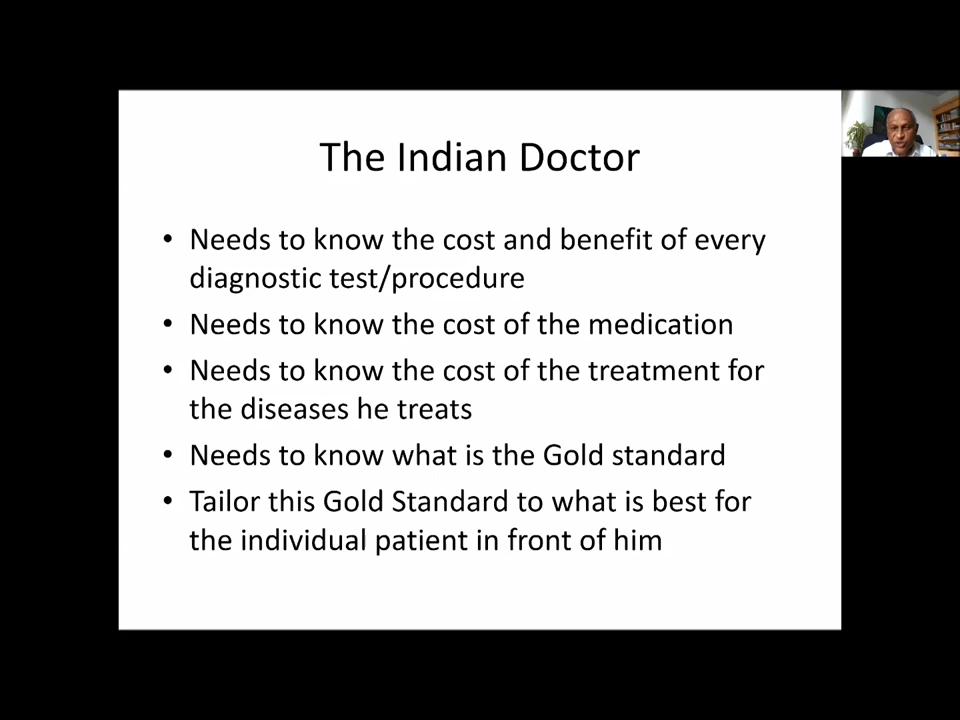 The Indian Doctor
• Needs to know the cost and benefit of every
diagnostic test/procedure
• Needs to know the cost of the medication
• Needs to know the cost of the treatment for
the diseases he treats
• Needs to know what is the Gold standard
• Tailor this Gold Standard to what is best for
the individual patient in front of him